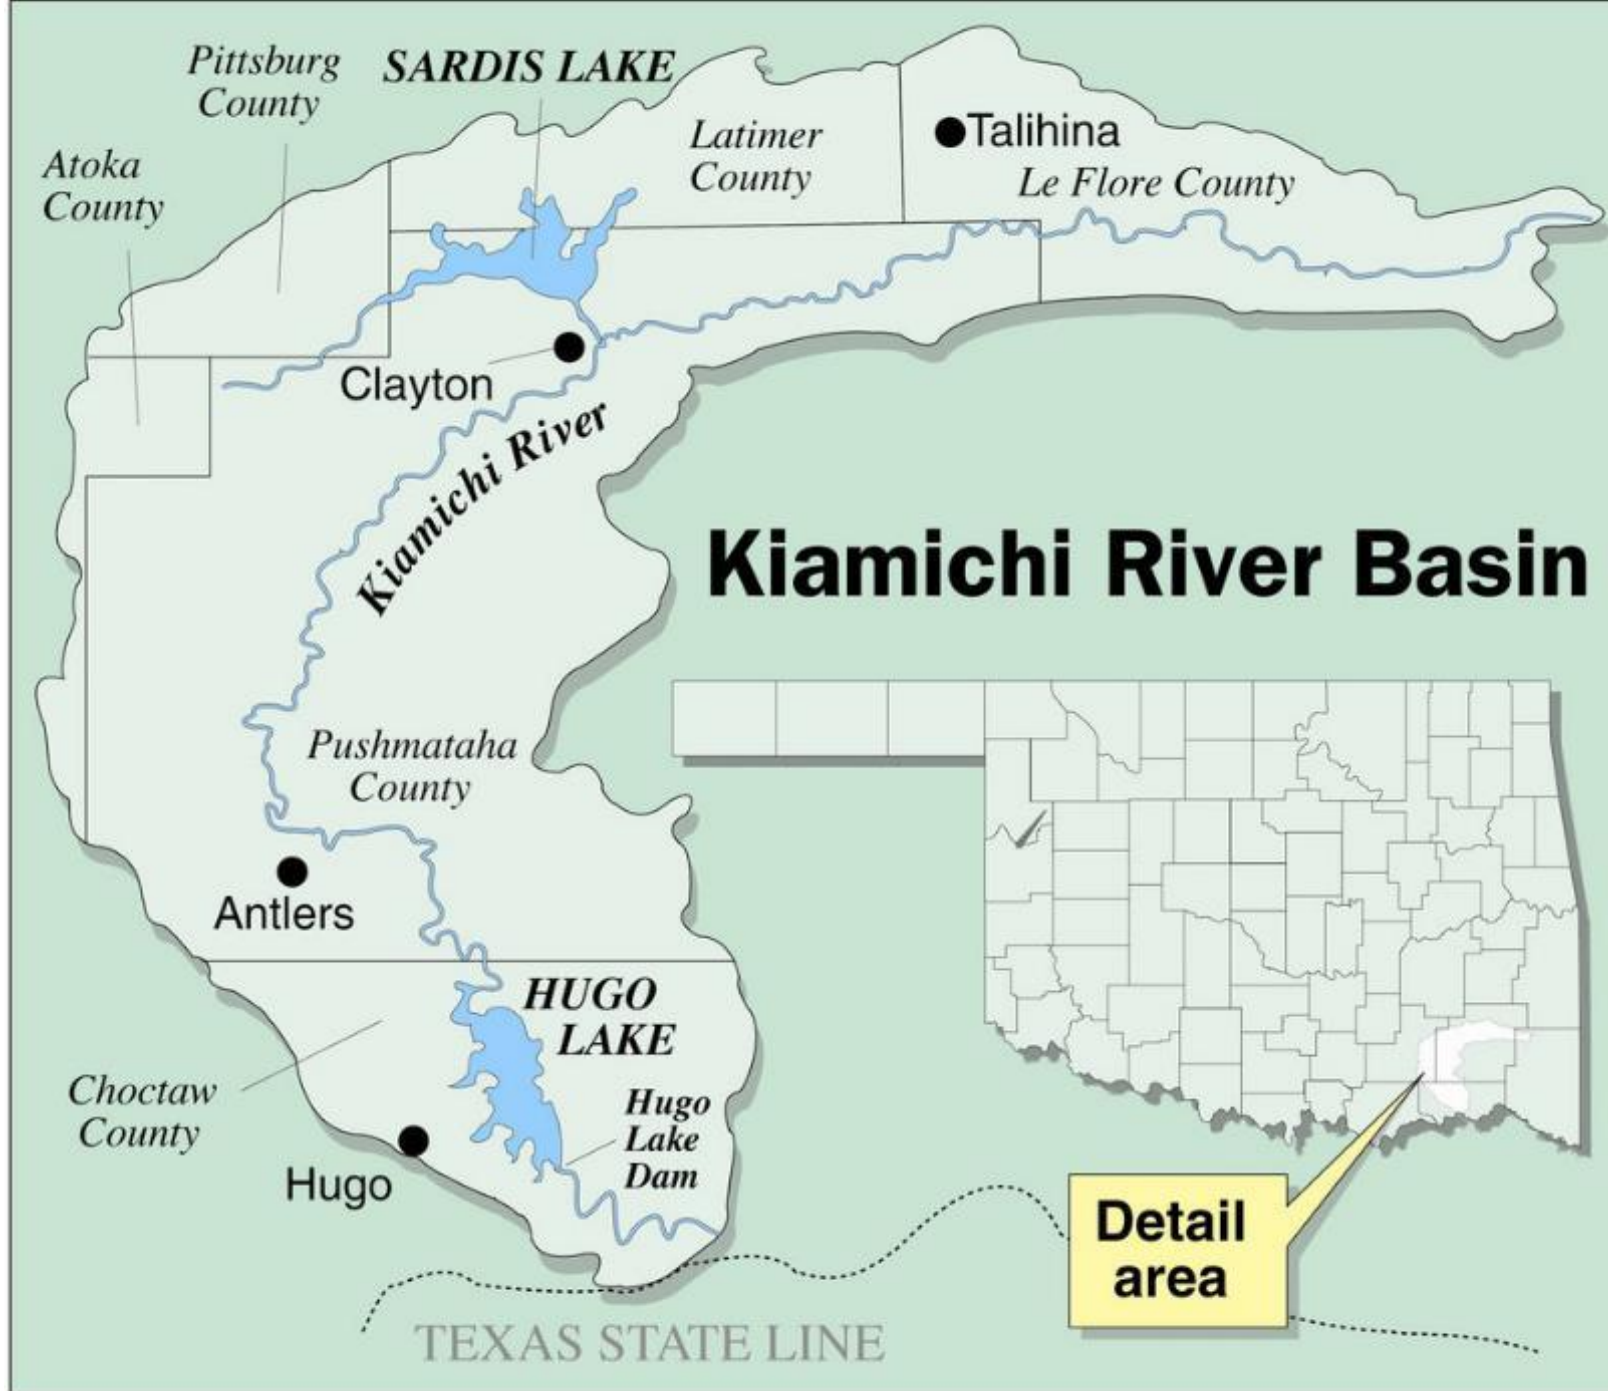 Pittsburg
County
SARDIS LAKE
Atoka
County
Latimer
County
Talihina
Le Flore County
Clayton
Kiamichi River
Kiamichi River Basin
Pushmataha
County
Antlers
HUGO
LAKE
Choctaw
County
Hugo
Lake
Dam
Hugo
Detail
area
TEXAS STATE LINE